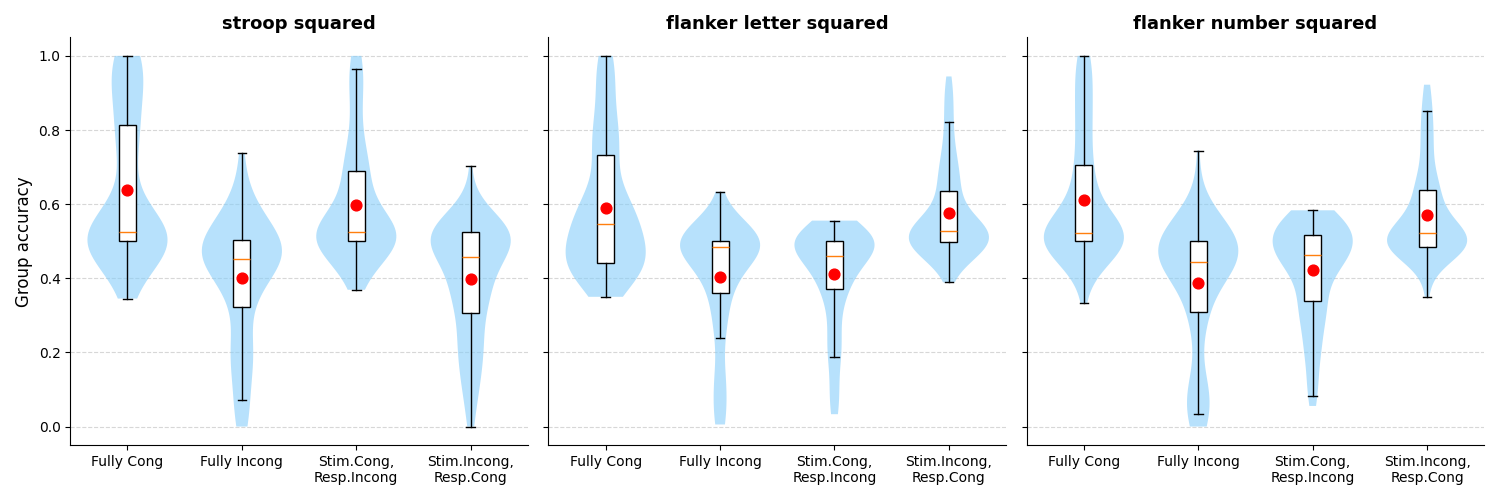 stroop squared
flanker letter squared
flanker number squared
Group accuracy
1.0
0.8
0.6
0.4
0.2
0.0
Fully Cong
Fully Incong
Stim.Cong,
Resp.Incong
Stim.Incong,
Resp.Cong
Fully Cong
Fully Incong
Stim.Cong,
Resp.Incong
Stim.Incong,
Resp.Cong
Fully Cong
Fully Incong
Stim.Cong,
Resp.Incong
Stim.Incong,
Resp.Cong